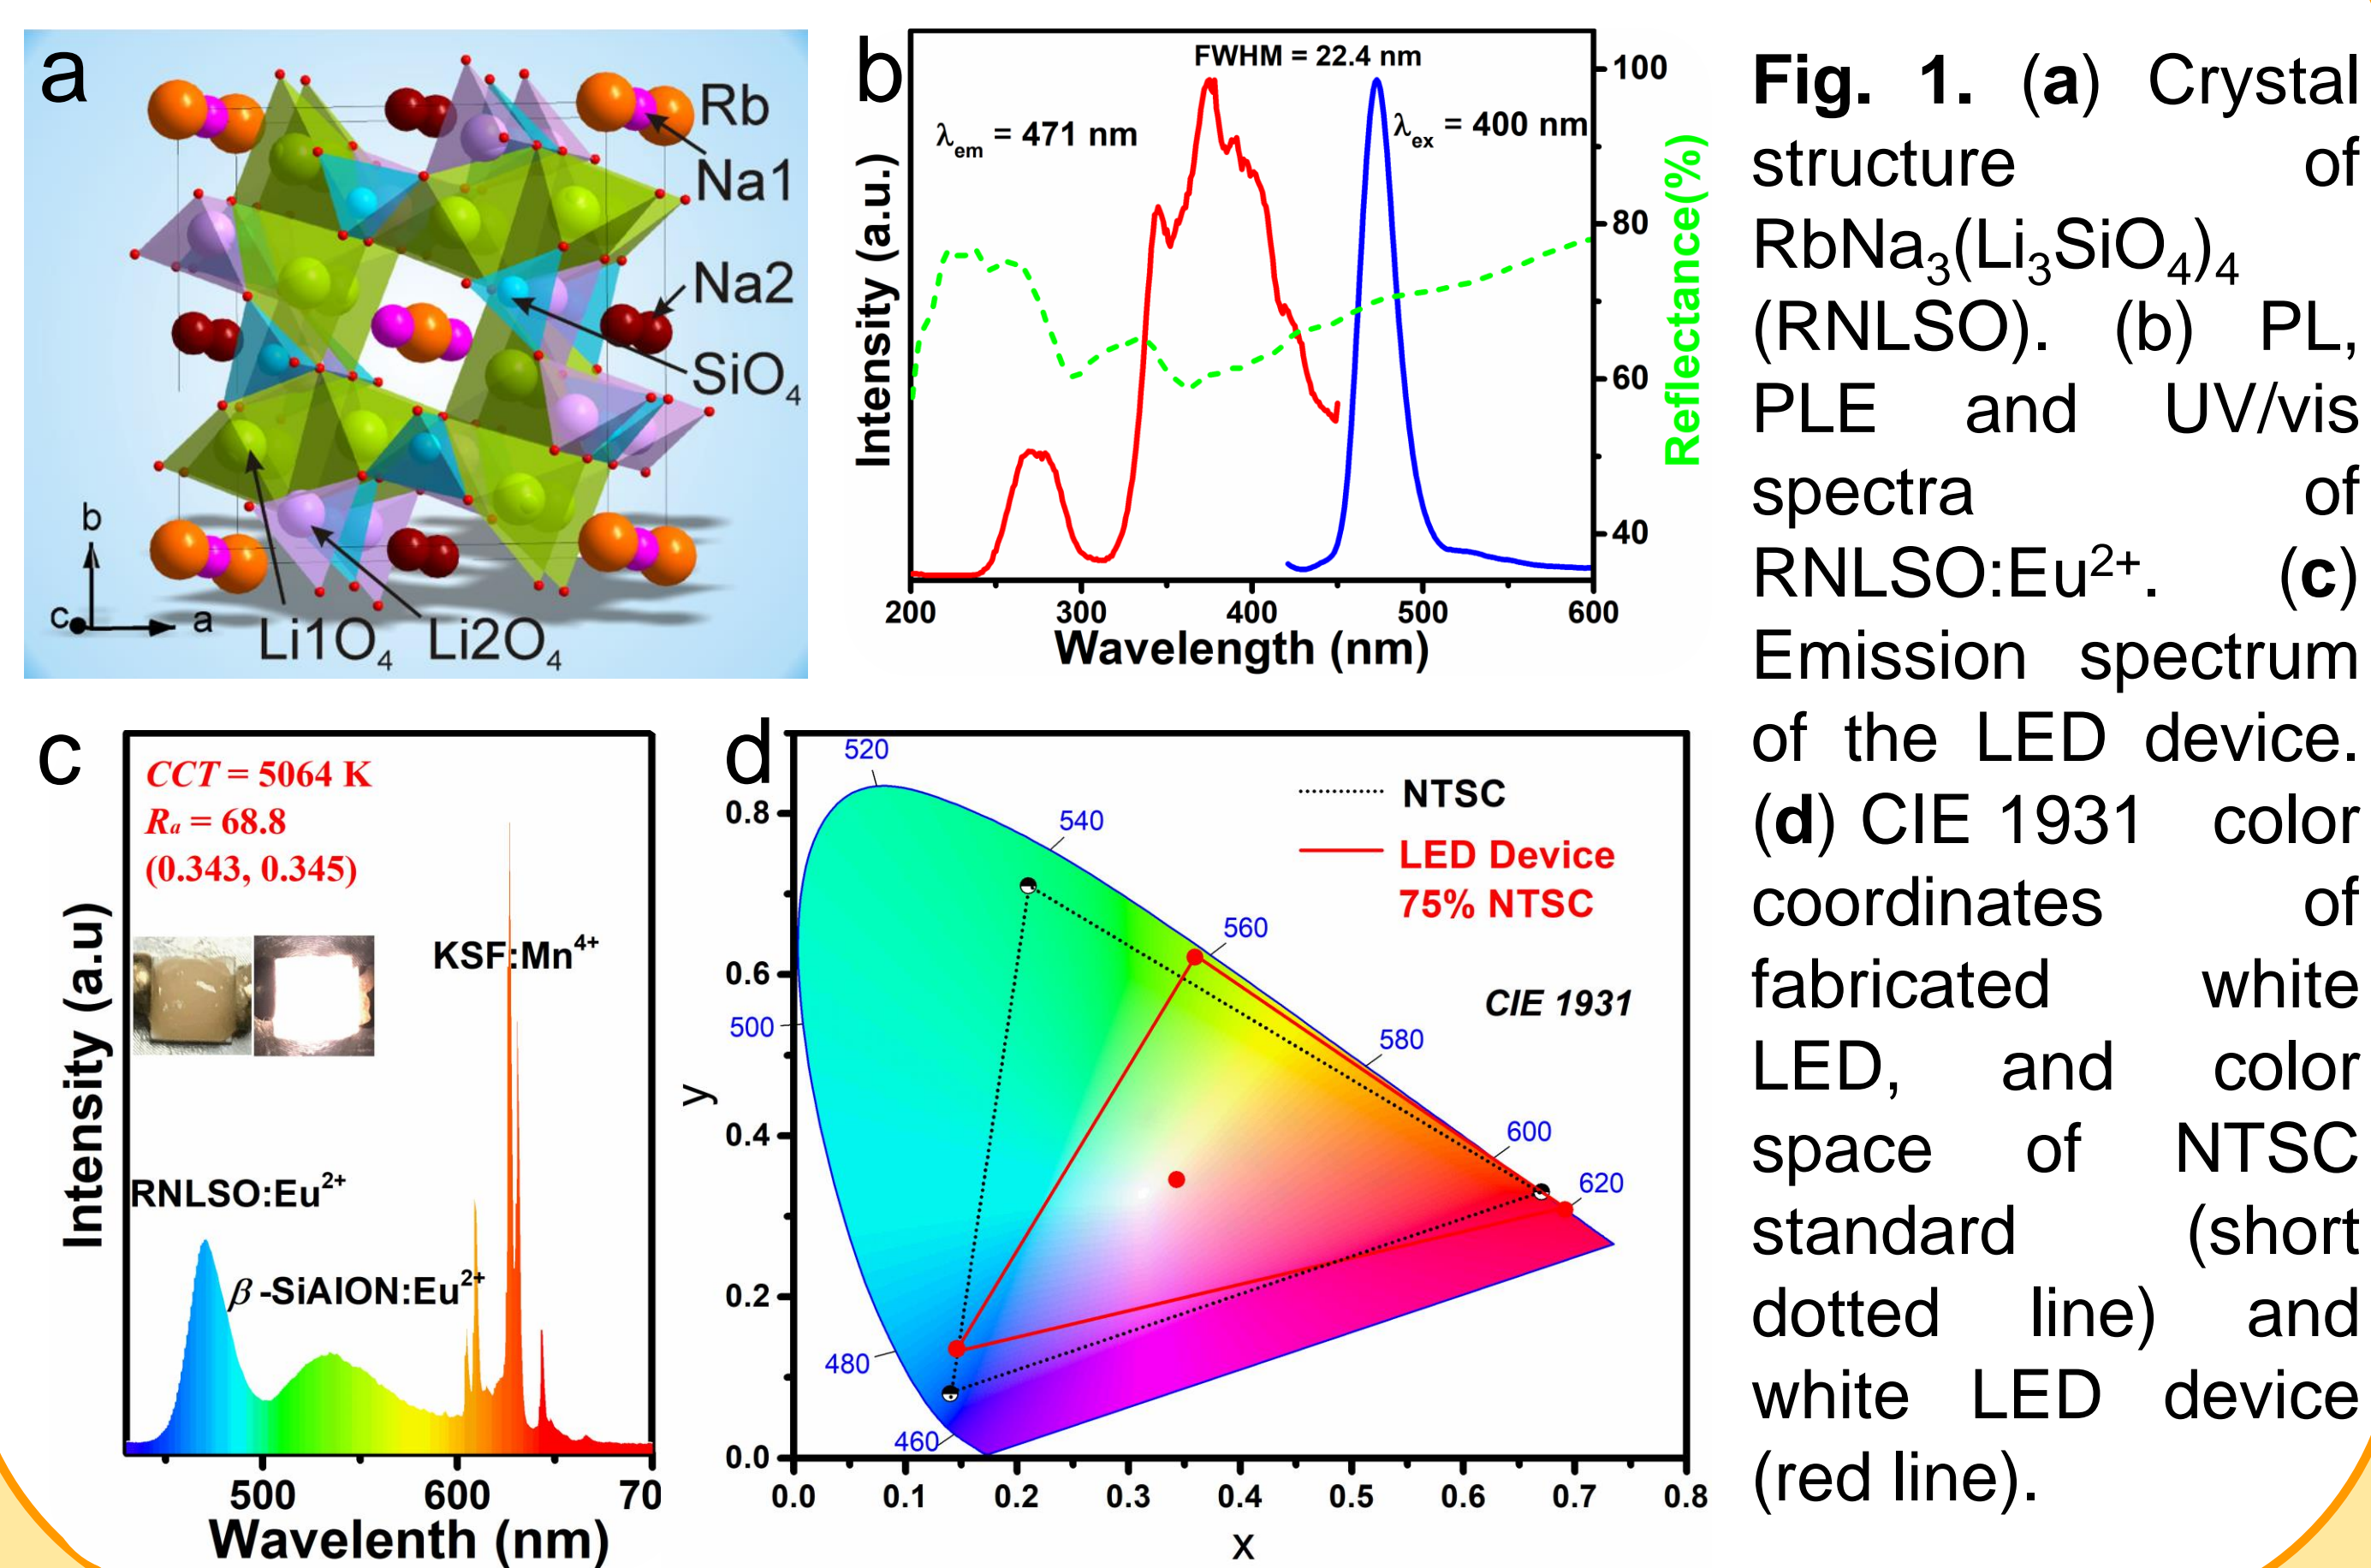 a
Rb
Na1
Na2
SiO₄
b
c
a
Li1O₄ Li2O₄
b
FWHM = 22.4 nm
λem = 471 nm
λex = 400 nm
Intensity (a.u.)
Reflectance(%)
100
80
60
40
200 300 400 500 600
Wavelength (nm)
c
CCT = 5064 K
Ra = 68.8
(0.343, 0.345)
KSF:Mn⁴⁺
RNLSO:Eu²⁺
β -SiAlON:Eu²⁺
Intensity (a.u)
500 600 70
Wavelenth (nm)
d
520
540
560
580
600
620
500
480
460
NTSC
LED Device
75% NTSC
CIE 1931
y
0.8
0.6
0.4
0.2
0.0
0.0 0.1 0.2 0.3 0.4 0.5 0.6 0.7 0.8
x
Fig. 1. (a) Crystal
structure of
RbNa₃(Li₃SiO₄)₄
(RNLSO). (b) PL,
PLE and UV/vis
spectra of
RNLSO:Eu²⁺. (c)
Emission spectrum
of the LED device.
(d) CIE 1931 color
coordinates of
fabricated white
LED, and color
space of NTSC
standard (short
dotted line) and
white LED device
(red line).